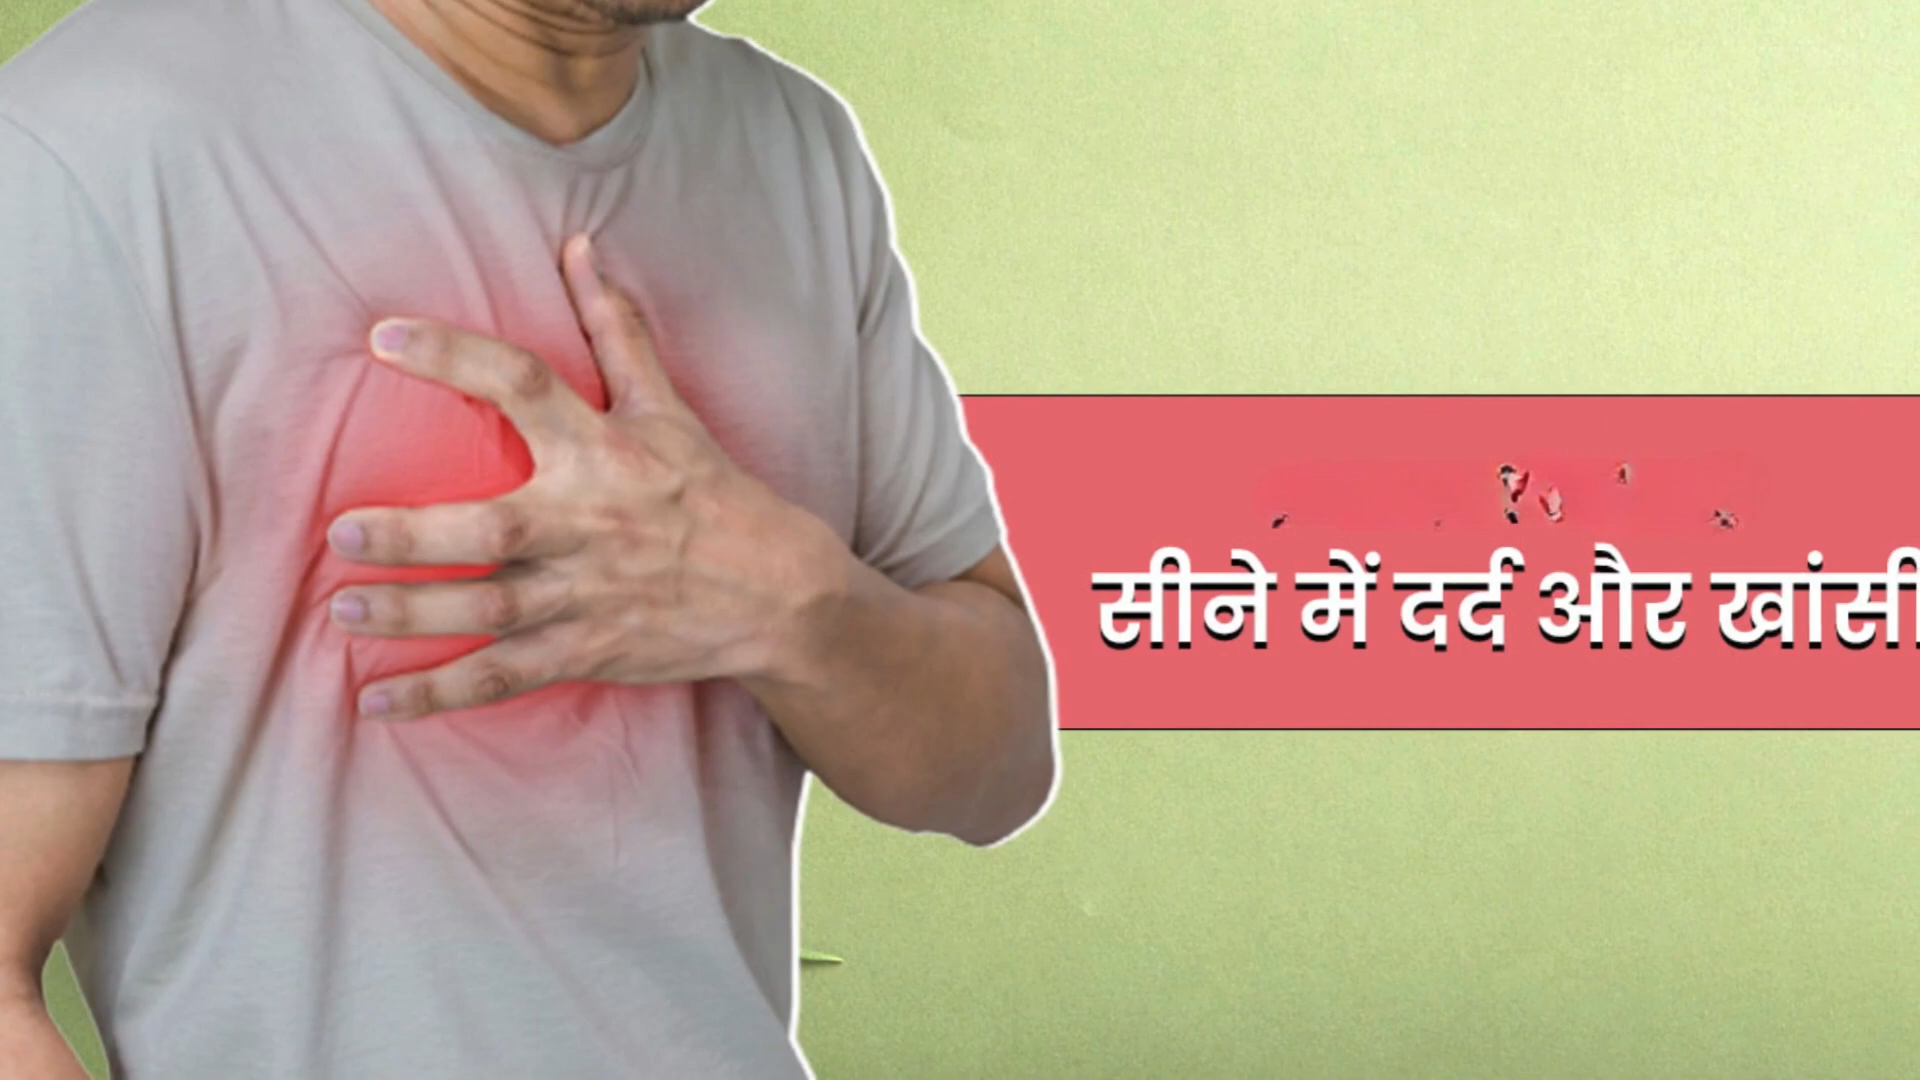 सीने में दर्द और खांसी